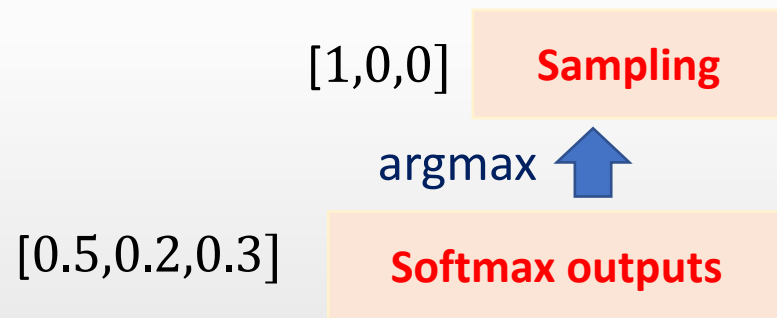 [1,0,0] Sampling
argmax
[0.5,0.2,0.3] Softmax outputs